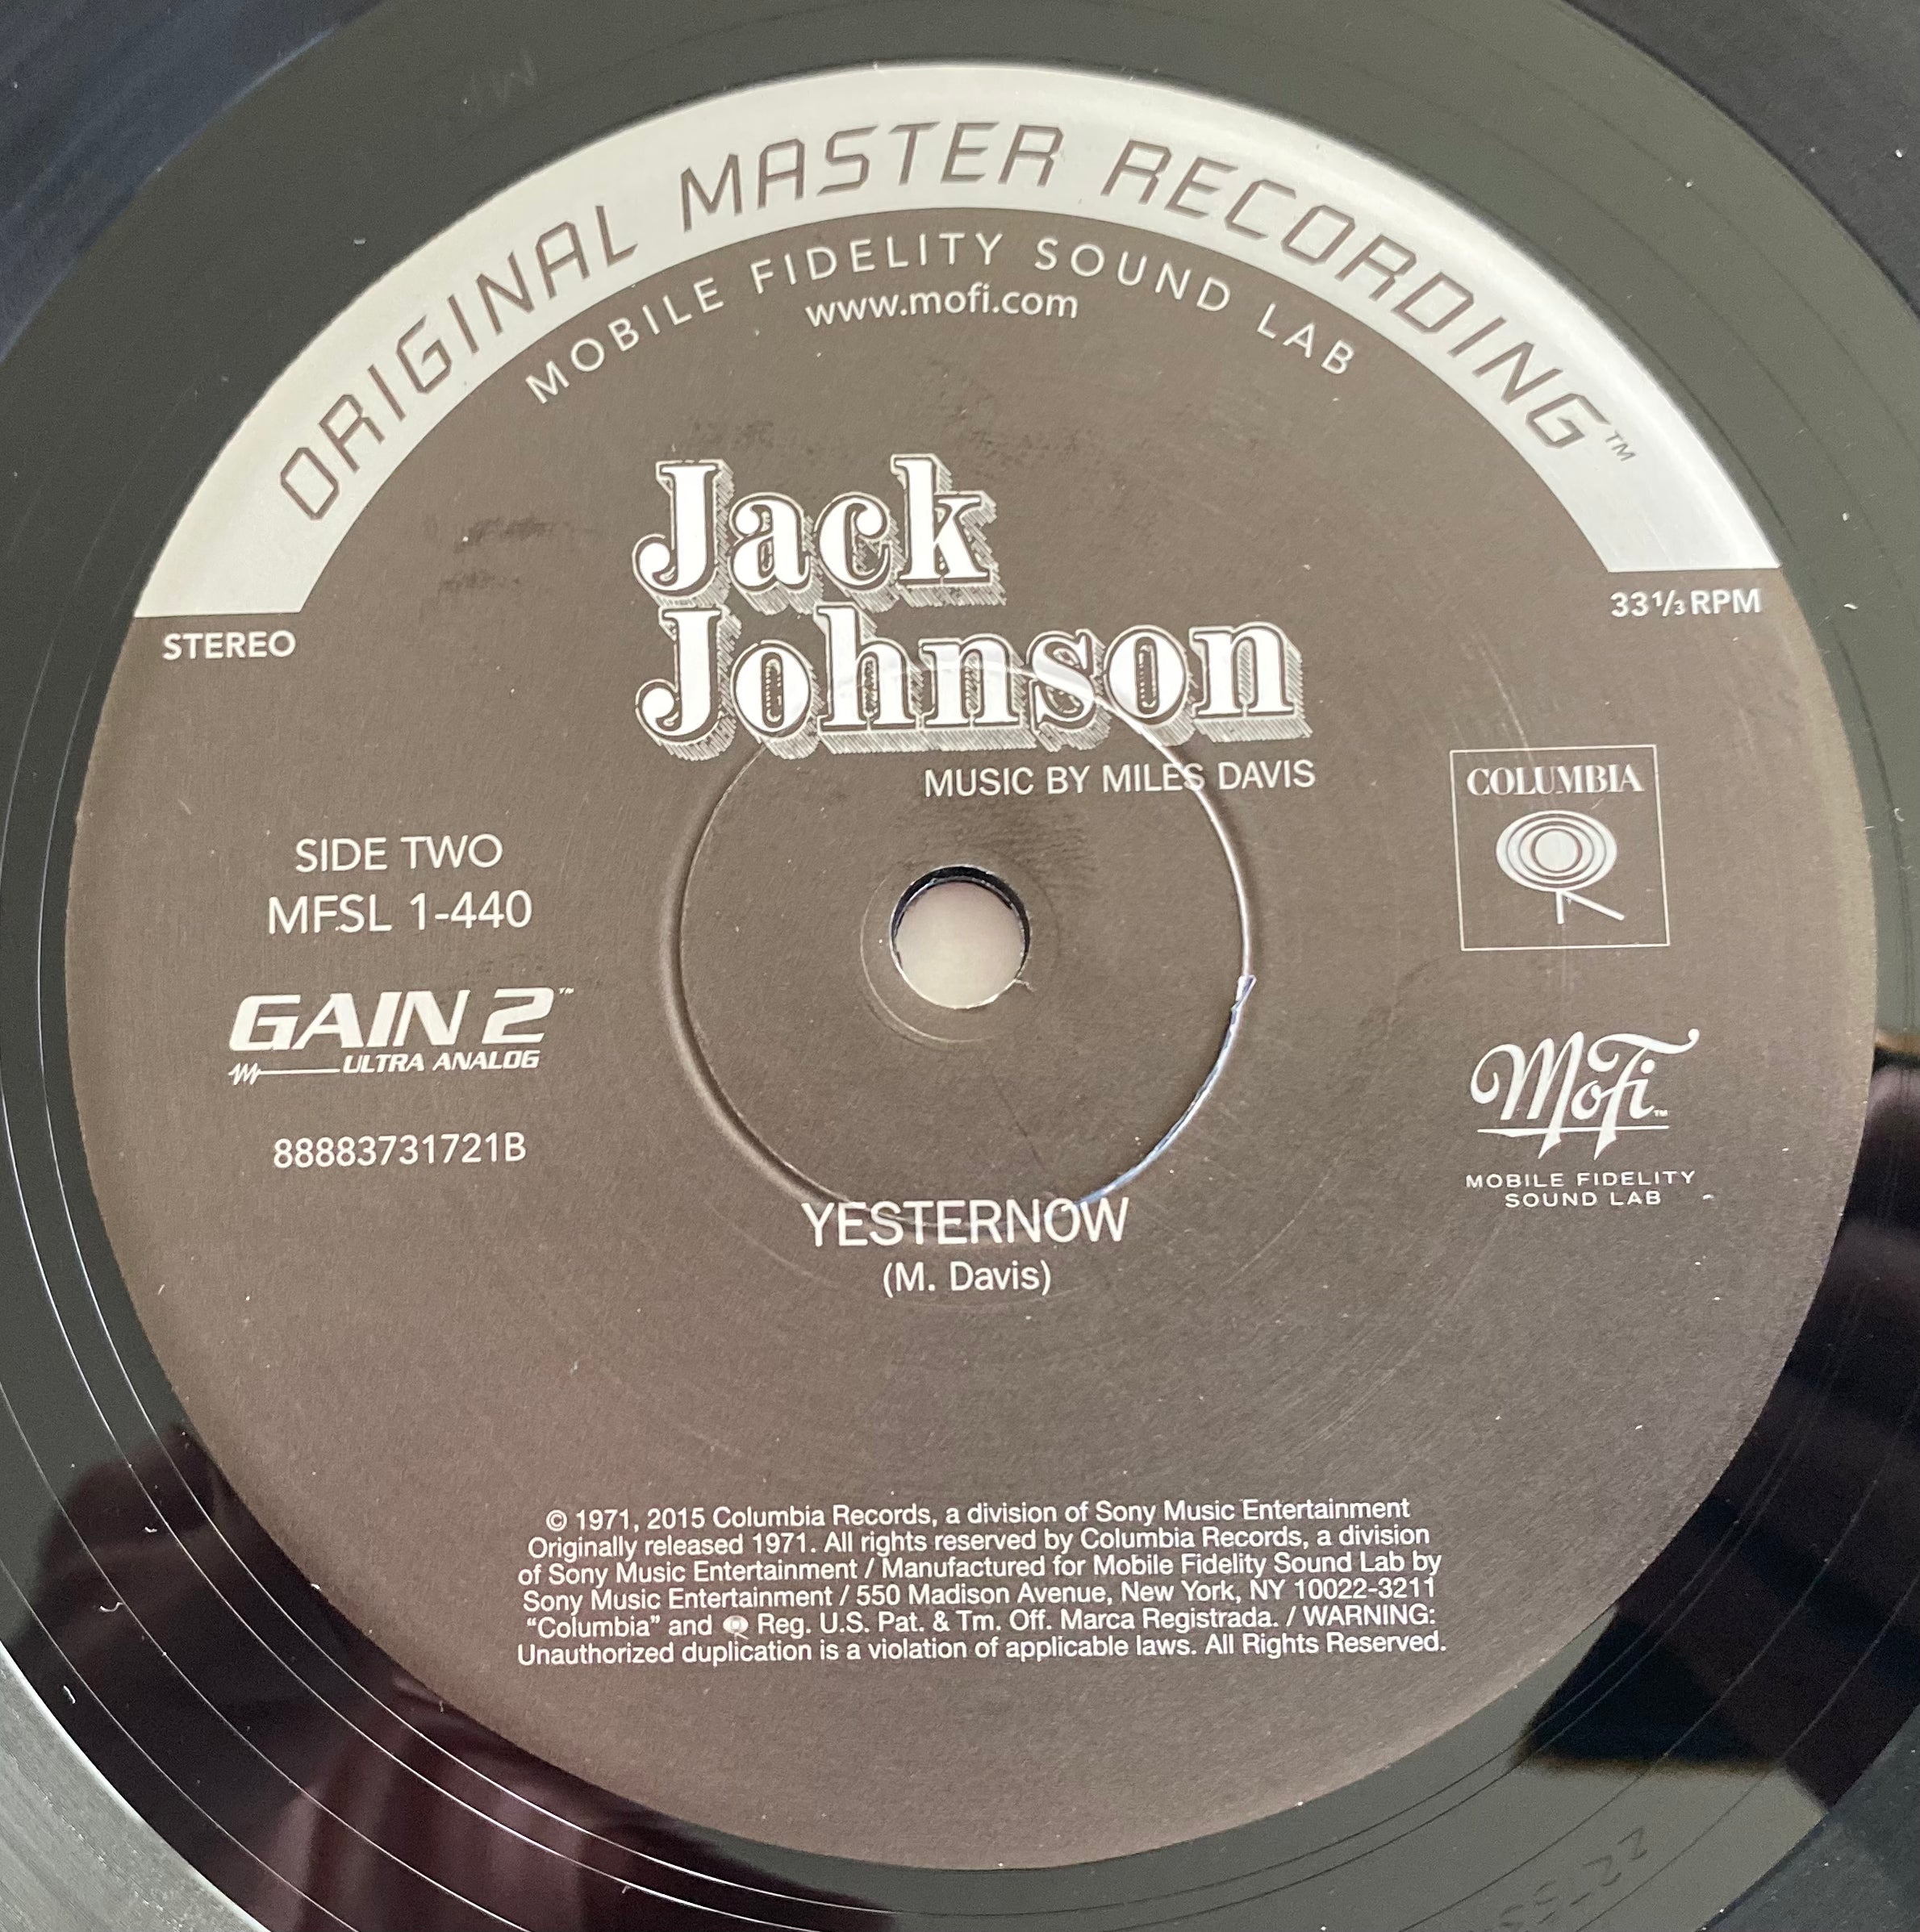 ORIGINAL MASTER RECORDING™
MOBILE FIDELITY SOUND LAB
www.mofi.com
Jack
Johnson
MUSIC BY MILES DAVIS
STEREO
33⅓ RPM
SIDE TWO
MFSL 1-440
GAIN 2™
ULTRA ANALOG
88883731721B
COLUMBIA
MoFi™
MOBILE FIDELITY
SOUND LAB
YESTERNOW
(M. Davis)
© 1971, 2015 Columbia Records, a division of Sony Music Entertainment
Originally released 1971. All rights reserved by Columbia Records, a division
of Sony Music Entertainment / Manufactured for Mobile Fidelity Sound Lab by
Sony Music Entertainment / 550 Madison Avenue, New York, NY 10022-3211
“Columbia” and Reg. U.S. Pat. & Tm. Off. Marca Registrada. / WARNING:
Unauthorized duplication is a violation of applicable laws. All Rights Reserved.